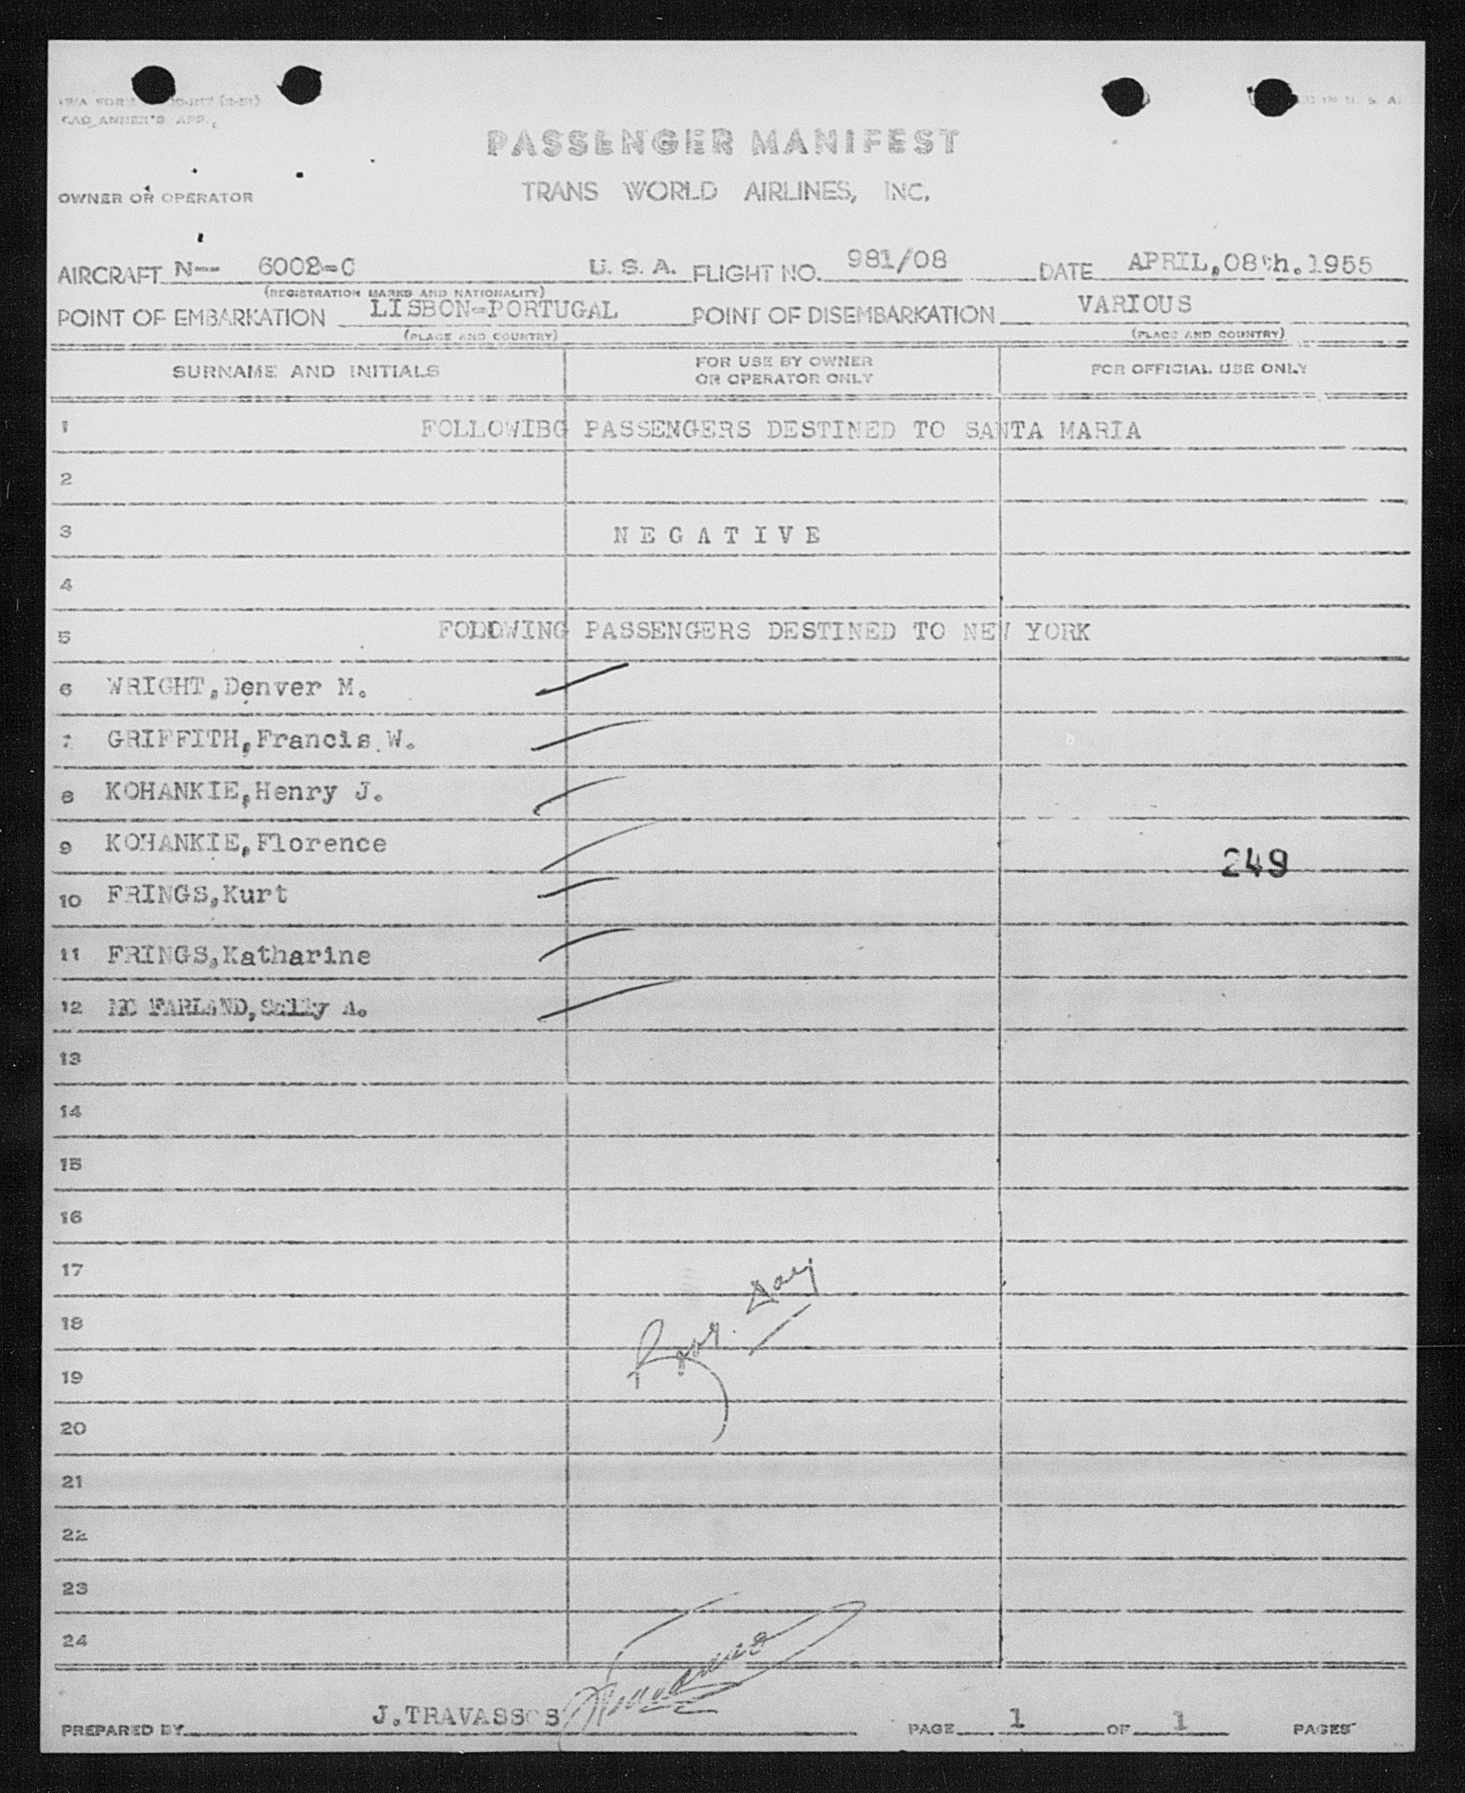 CAO ANNEX'S APP.
PASSENGER MANIFEST
OWNER OR OPERATOR TRANS WORLD AIRLINES, INC.
AIRCRAFT N-- 6002-C U. S. A. FLIGHT NO. 981/08 DATE APRIL,08th.1955
(REGISTRATION MARKS AND NATIONALITY)
POINT OF EMBARKATION LISBON-PORTUGAL POINT OF DISEMBARKATION VARIOUS
(PLACE AND COUNTRY) (PLACE AND COUNTRY)
SURNAME AND INITIALS FOR USE BY OWNER OR OPERATOR ONLY FOR OFFICIAL USE ONLY
1 FOLLOWIBG PASSENGERS DESTINED TO SANTA MARIA
2
3 N E G A T I V E
4
5 FOLLWING PASSENGERS DESTINED TO NEW YORK
6 WRIGHT,Denver M.
7 GRIFFITH,Francis W.
8 KOHANKIE,Henry J.
9 KOHANKIE,Florence
249
10 FRINGS,Kurt
11 FRINGS,Katharine
12 MC FARLAND,Sally A.
13
14
15
16
17
18
19
20
21
22
23
24
PREPARED BY J.TRAVASSOS PAGE 1 OF 1 PAGES